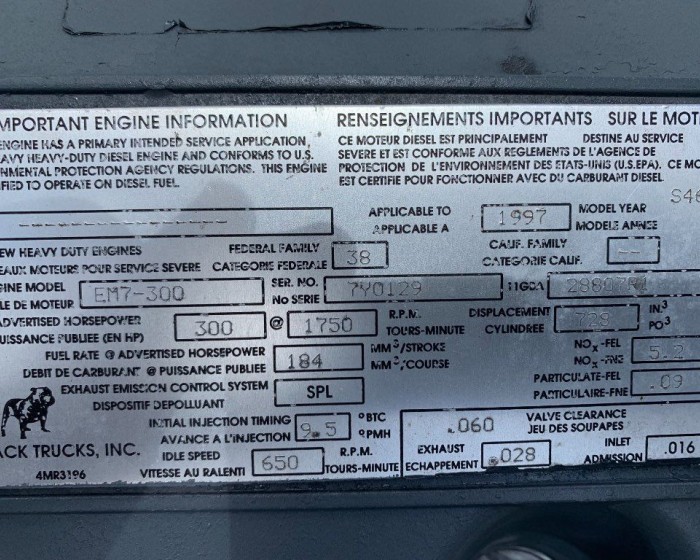 MPORTANT ENGINE INFORMATION
ENGINE HAS A PRIMARY INTENDED SERVICE APPLICATION,
AVY HEAVY-DUTY DIESEL ENGINE AND CONFORMS TO U.S.
NMENTAL PROTECTION AGENCY REGULATIONS. THIS ENGINE
FIED TO OPERATE ON DIESEL FUEL.
RENSEIGNEMENTS IMPORTANTS SUR LE MOT
CE MOTEUR DIESEL EST PRINCIPALEMENT DESTINE AU SERVICE
SEVERE ET EST CONFORME AUX REGLEMENTS DE L'AGENCE DE
PROTECTION DE L'ENVIRONNEMENT DES ETATS-UNIS (U.S.EPA). CE M
EST CERTIFIE POUR FONCTIONNER AVEC DU CARBURANT DIESEL
S46
APPLICABLE TO 1997 MODEL YEAR
APPLICABLE A MODELE ANNEE
EW HEAVY DUTY ENGINES FEDERAL FAMILY 38 CALIF. FAMILY --
EAUX MOTEURS POUR SERVICE SEVERE CATEGORIE FEDERALE CATEGORIE CALIF.
GINE MODEL EM7-300 SER. NO. 7Y0129
LE DE MOTEUR No SERIE
ADVERTISED HORSEPOWER 300 @ 1750 R.P.M. DISPLACEMENT 728 IN.3
UISSANCE PUBLIEE (EN HP) TOURS-MINUTE CYLINDREE PO3
FUEL RATE @ ADVERTISED HORSEPOWER 184 MM3/STROKE NOx-FEL 5.2
DEBIT DE CARBURANT @ PUISSANCE PUBLIEE MM3/COURSE NOx-FNE
EXHAUST EMISSION CONTROL SYSTEM SPL PARTICULATE-FEL .09
DISPOSITIF DEPOLLUANT PARTICULAIRE-FNE
INITIAL INJECTION TIMING 9.5 °BTC
AVANCE A L'INJECTION °PMH
.060 VALVE CLEARANCE
JEU DES SOUPAPES
ACK TRUCKS, INC. IDLE SPEED 650 R.P.M. EXHAUST .028 INLET .016
4MR3196 VITESSE AU RALENTI TOURS-MINUTE ECHAPPEMENT ADMISSION